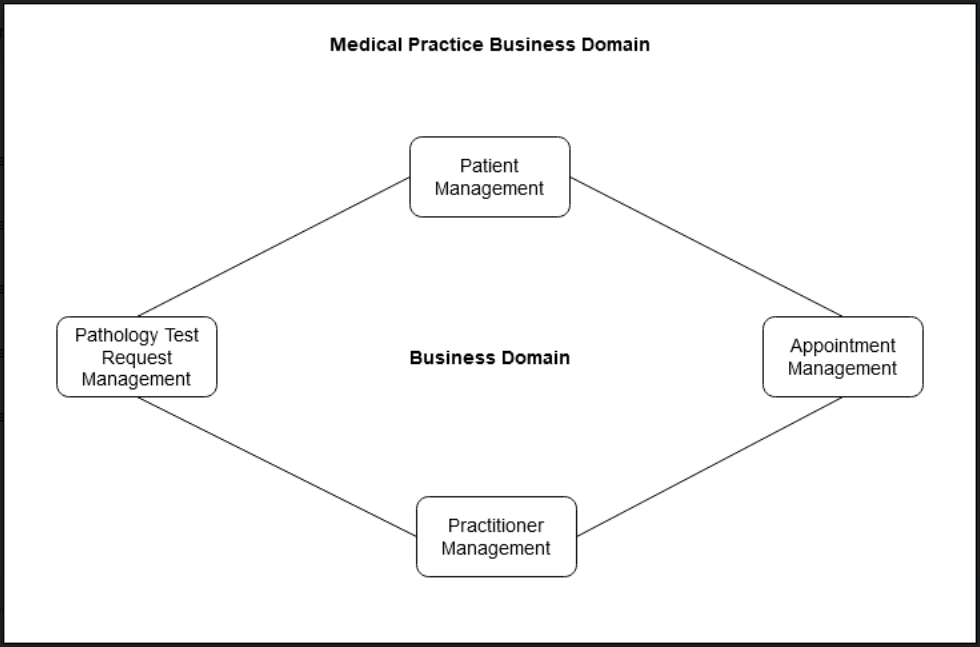 Medical Practice Business Domain
Patient
Management
Pathology Test
Request
Management
Business Domain
Appointment
Management
Practitioner
Management